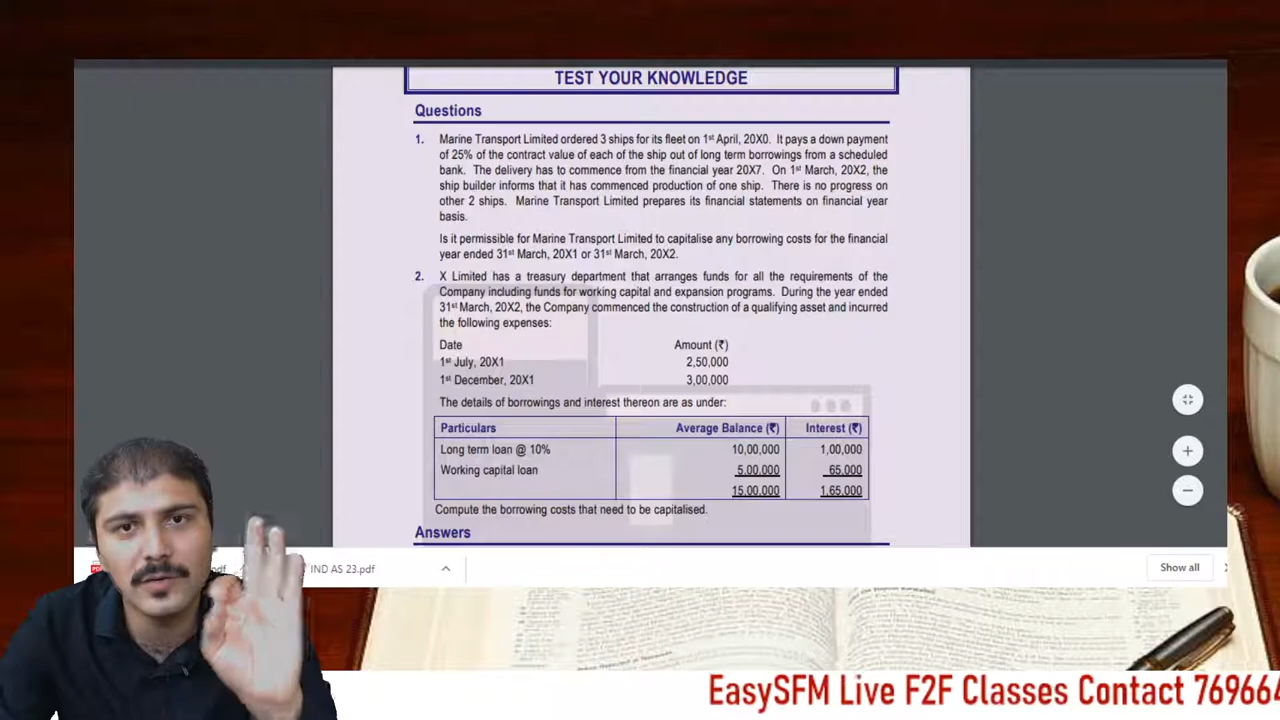 TEST YOUR KNOWLEDGE
Questions
1. Marine Transport Limited ordered 3 ships for its fleet on 1st April, 20X0. It pays a down payment
of 25% of the contract value of each of the ship out of long term borrowings from a scheduled
bank. The delivery has to commence from the financial year 20X7. On 1st March, 20X2, the
ship builder informs that it has commenced production of one ship. There is no progress on
other 2 ships. Marine Transport Limited prepares its financial statements on financial year
basis.
Is it permissible for Marine Transport Limited to capitalise any borrowing costs for the financial
year ended 31st March, 20X1 or 31st March, 20X2.
2. X Limited has a treasury department that arranges funds for all the requirements of the
Company including funds for working capital and expansion programs. During the year ended
31st March, 20X2, the Company commenced the construction of a qualifying asset and incurred
the following expenses:
Date Amount (₹)
1st July, 20X1 2,50,000
1st December, 20X1 3,00,000
The details of borrowings and interest thereon are as under:
Particulars Average Balance (₹) Interest (₹)
Long term loan @ 10% 10,00,000 1,00,000
Working capital loan 5,00,000 65,000
15,00,000 1,65,000
Compute the borrowing costs that need to be capitalised.
Answers
pdf IND AS 23.pdf Show all
EasySFM Live F2F Classes Contact 76966